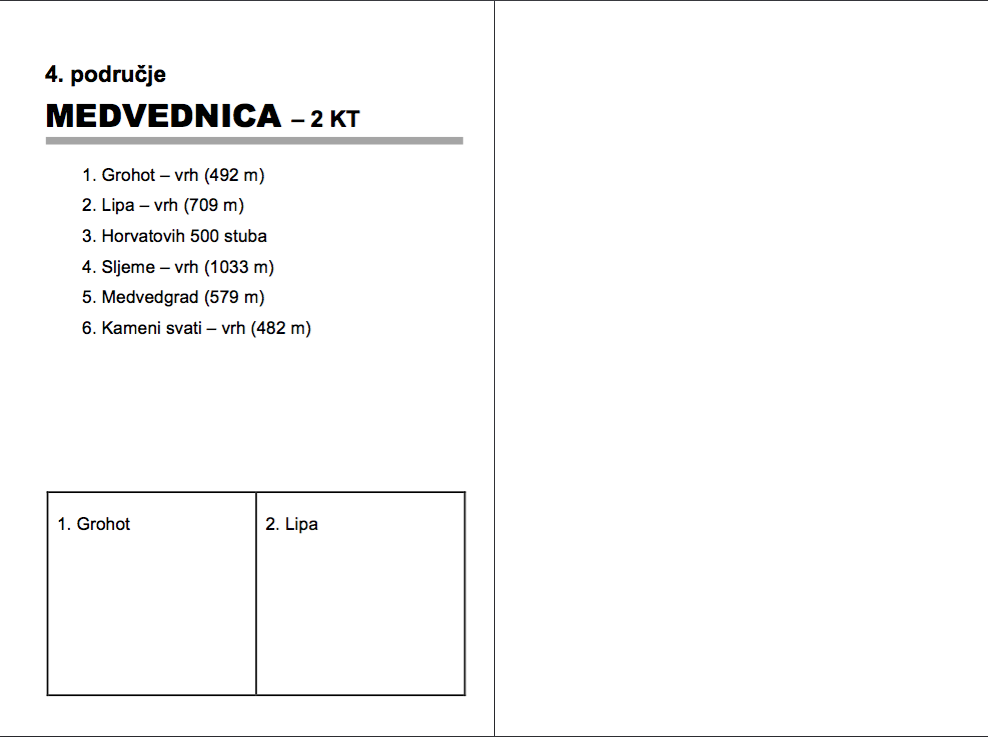 4. područje
MEDVEDNICA – 2 KT
1. Grohot – vrh (492 m)
2. Lipa – vrh (709 m)
3. Horvatovih 500 stuba
4. Sljeme – vrh (1033 m)
5. Medvedgrad (579 m)
6. Kameni svati – vrh (482 m)
1. Grohot
2. Lipa